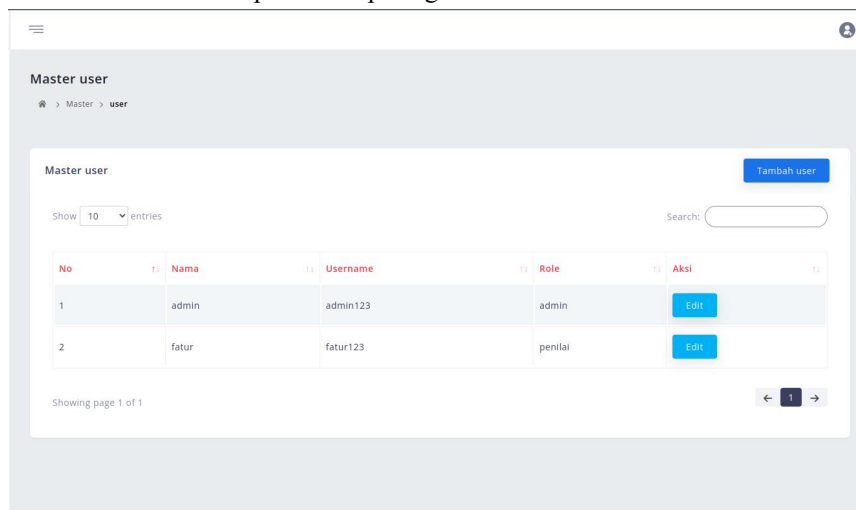 Master user
> Master > user
Master user
Tambah user
Show 10 entries
Search:
No Nama Username Role Aksi
1 admin admin123 admin Edit
2 fatur fatur123 penilai Edit
Showing page 1 of 1
← 1 →